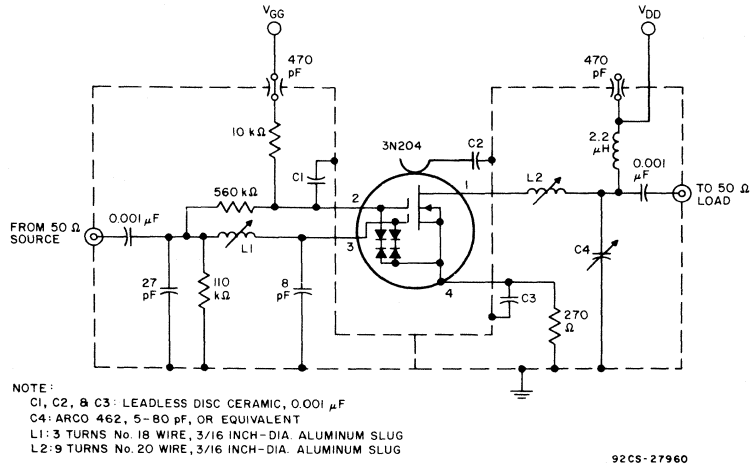 VGG
VDD
470 pF
470 pF
10 kΩ
3N204
C2
2.2 μH
C1
1
L2
0.001 μF
560 kΩ
2
TO 50 Ω LOAD
FROM 50 Ω SOURCE
0.001 μF
L1
3
C4
27 pF
110 kΩ
8 pF
4
C3
270 Ω
NOTE:
C1, C2, & C3: LEADLESS DISC CERAMIC, 0.001 μF
C4: ARCO 462, 5-80 pF, OR EQUIVALENT
L1: 3 TURNS No. 18 WIRE, 3/16 INCH-DIA. ALUMINUM SLUG
L2: 9 TURNS No. 20 WIRE, 3/16 INCH-DIA. ALUMINUM SLUG
92CS-27960